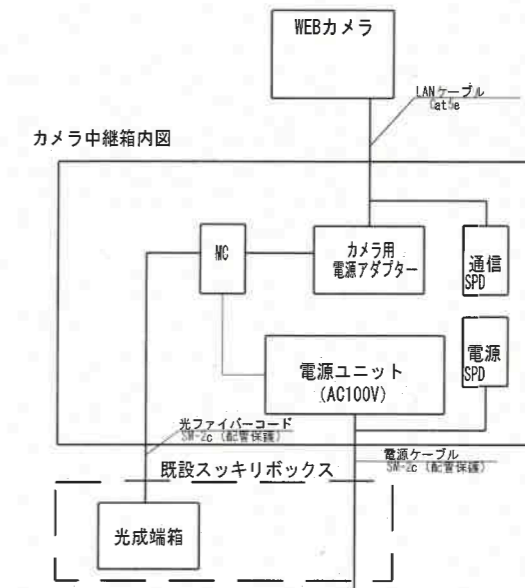 WEBカメラ
LANケーブル
Cat5e
カメラ中継箱内図
MC
カメラ用
電源アダプター
通信
SPD
電源ユニット
(AC100V)
電源
SPD
光ファイバーコード
SM-2c (配管保護)
電源ケーブル
SM-2c (配管保護)
既設スッキリボックス
光成端箱